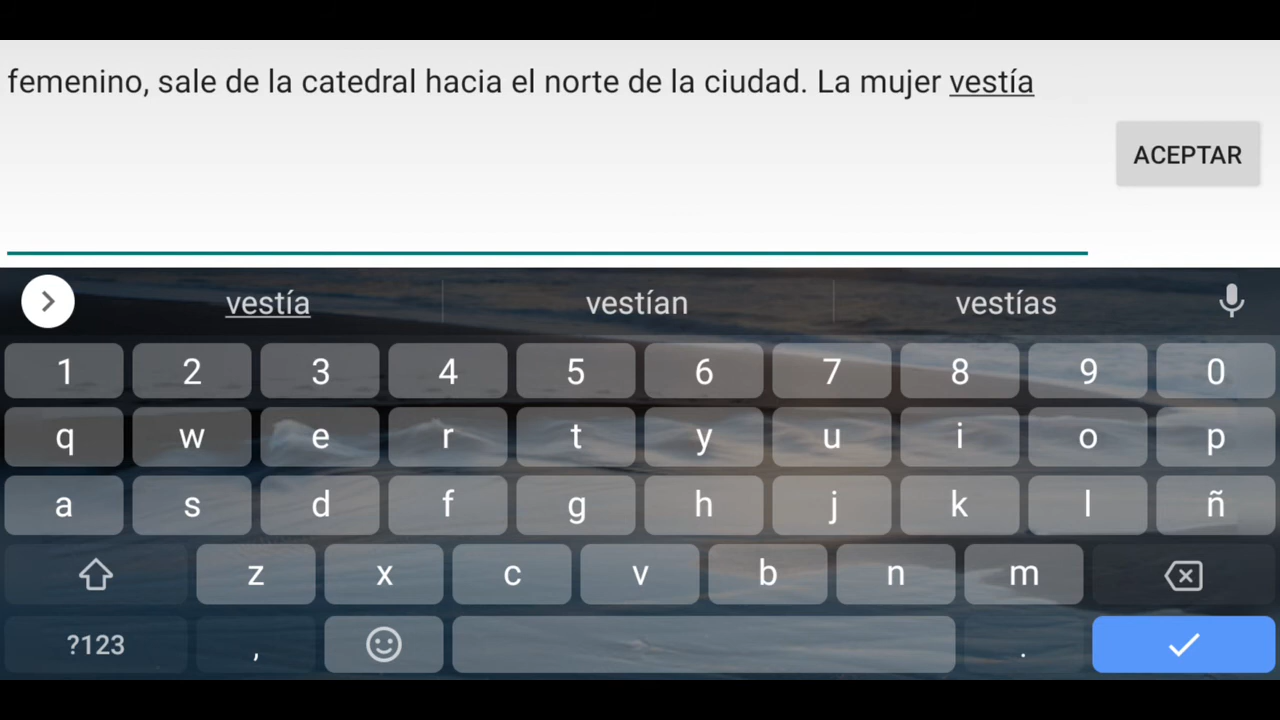 femenino, sale de la catedral hacia el norte de la ciudad. La mujer vestía
ACEPTAR
vestía vestían vestías
1 2 3 4 5 6 7 8 9 0
q w e r t y u i o p
a s d f g h j k l ñ
z x c v b n m
?123 , .